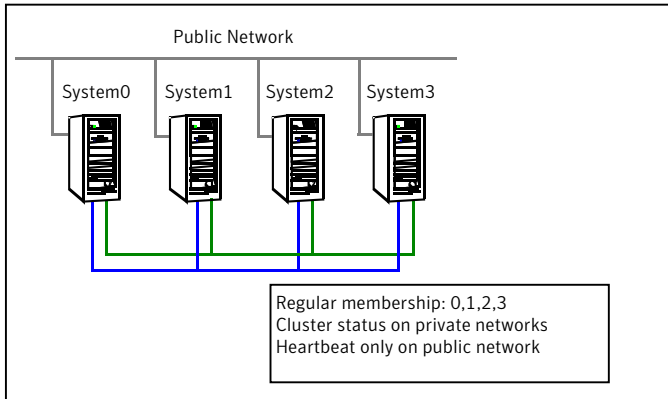 Public Network
System0
System1
System2
System3
Regular membership: 0,1,2,3
Cluster status on private networks
Heartbeat only on public network